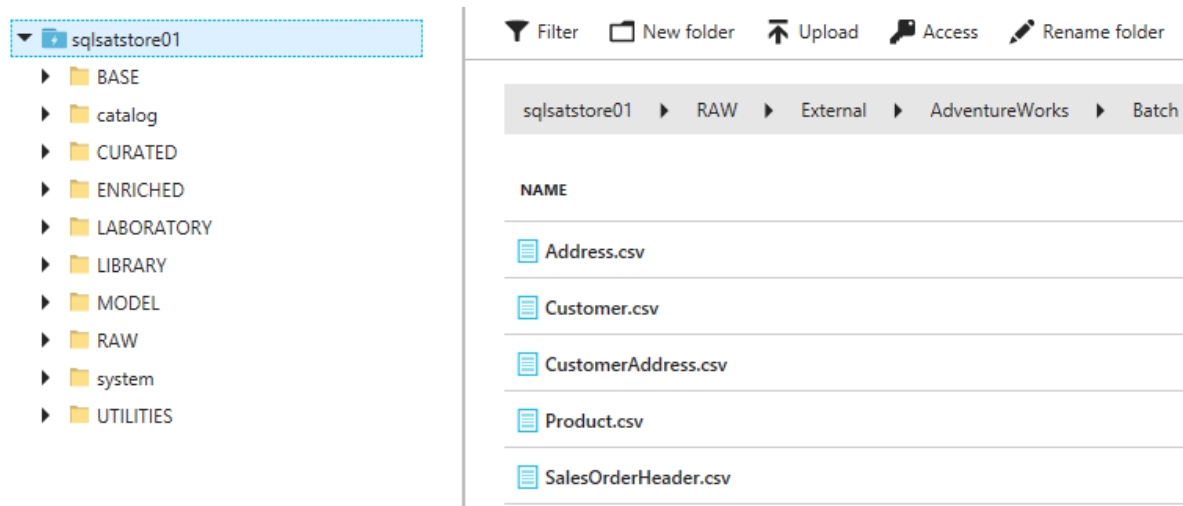 sqlsatstore01
BASE
catalog
CURATED
ENRICHED
LABORATORY
LIBRARY
MODEL
RAW
system
UTILITIES
Filter New folder Upload Access Rename folder
sqlsatstore01 RAW External AdventureWorks Batch
NAME
Address.csv
Customer.csv
CustomerAddress.csv
Product.csv
SalesOrderHeader.csv